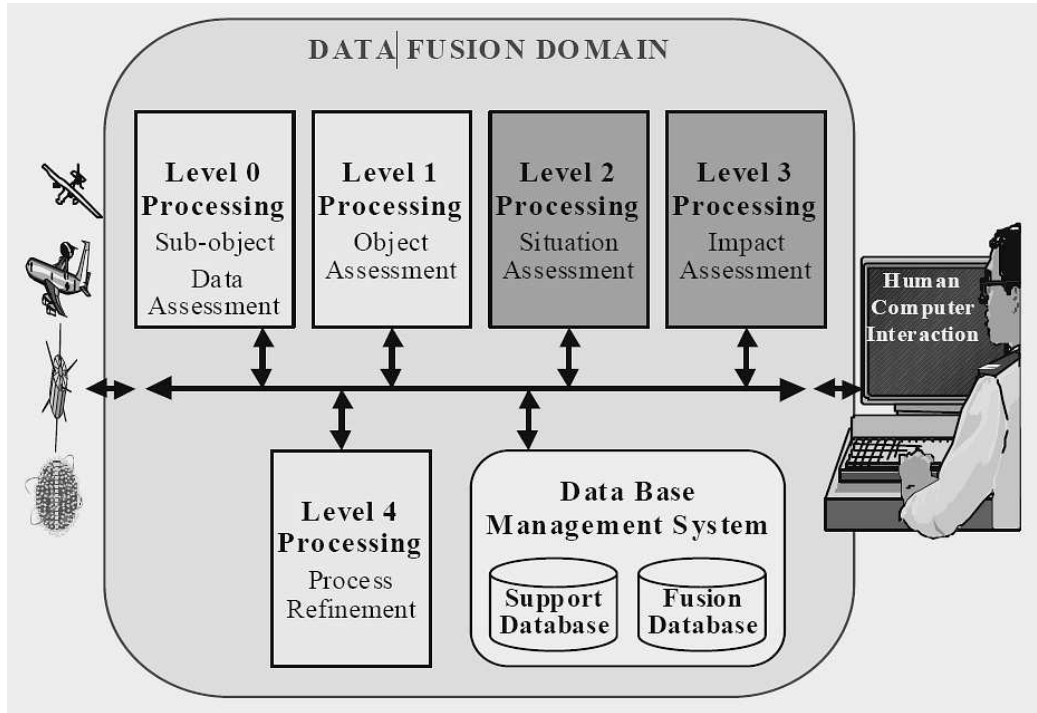 DATA FUSION DOMAIN
Level 0
Processing
Sub-object
Data
Assessment
Level 1
Processing
Object
Assessment
Level 2
Processing
Situation
Assessment
Level 3
Processing
Impact
Assessment
Human
Computer
Interaction
Level 4
Processing
Process
Refinement
Data Base
Management System
Support
Database
Fusion
Database